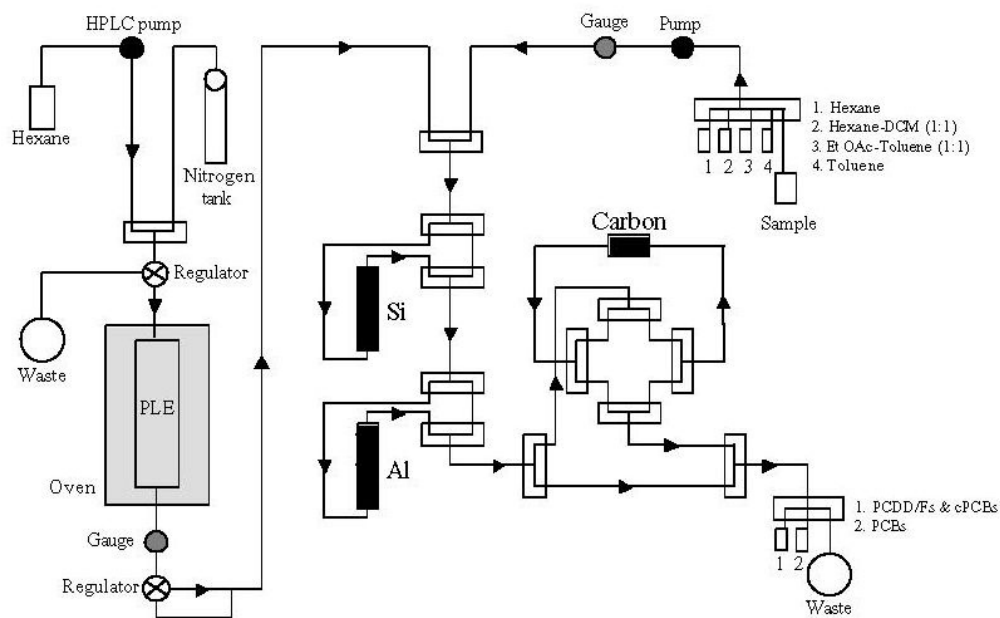 HPLC pump
Gauge
Pump
Hexane
Nitrogen
tank
1. Hexane
2. Hexane-DCM (1:1)
3. Et OAc-Toluene (1:1)
4. Toluene
1 2 3 4
Sample
Regulator
Carbon
Si
Waste
PLE
Al
Oven
1. PCDD/Fs & cPCBs
2. PCBs
Gauge
1 2
Regulator
Waste